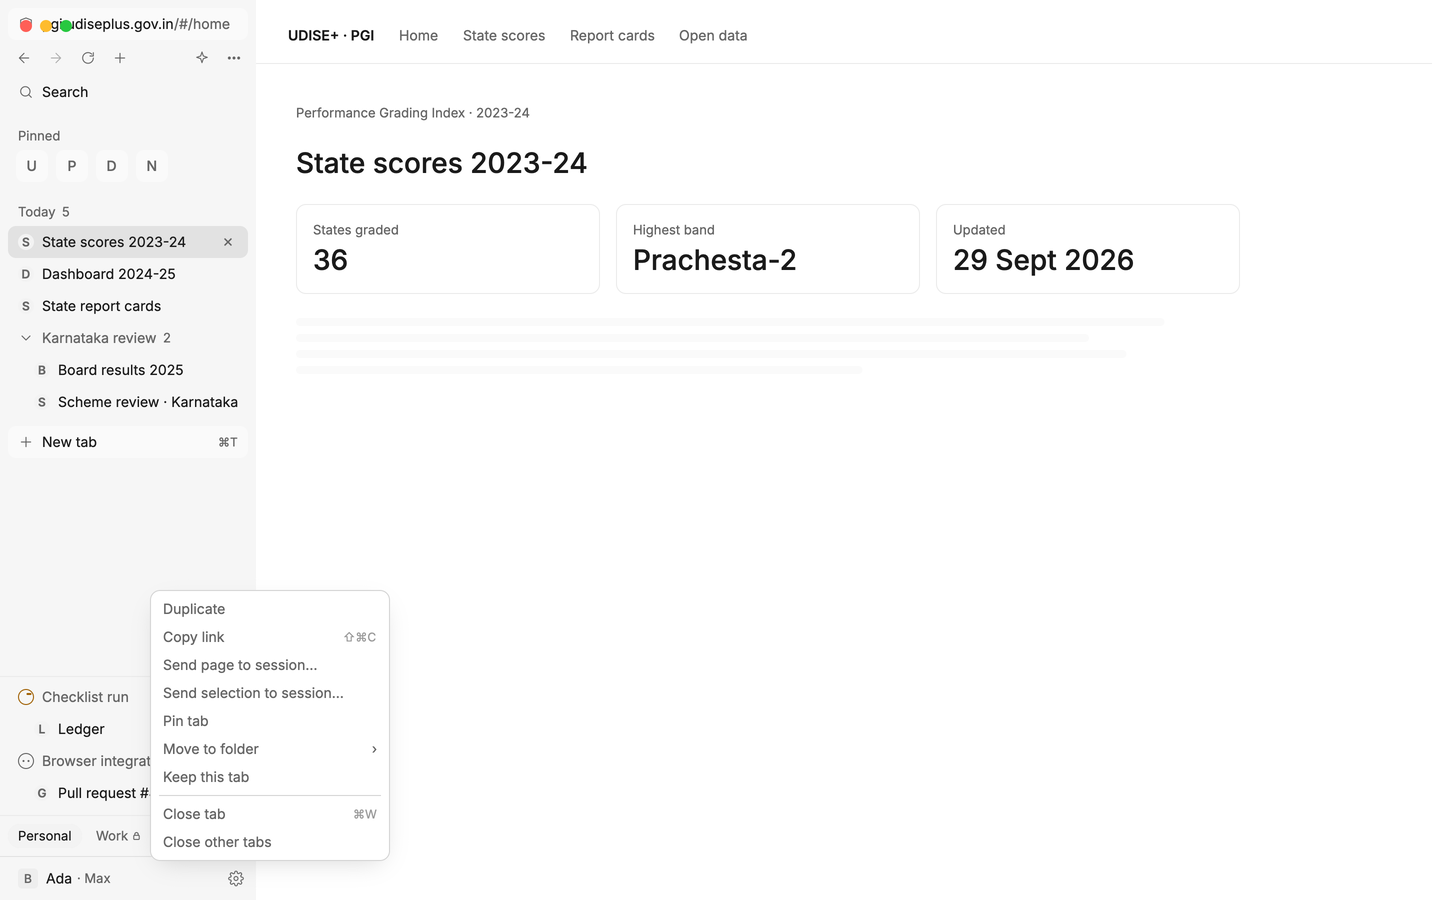 giudiseplus.gov.in/#/home
Search
Pinned
U P D N
Today 5
S State scores 2023-24
D Dashboard 2024-25
S State report cards
Karnataka review 2
B Board results 2025
S Scheme review · Karnataka
New tab ⌘T
Checklist run
L Ledger
Browser integrat
G Pull request #
Personal Work
B Ada · Max
Duplicate
Copy link ⇧⌘C
Send page to session...
Send selection to session...
Pin tab
Move to folder
Keep this tab
Close tab ⌘W
Close other tabs
UDISE+ · PGI Home State scores Report cards Open data
Performance Grading Index · 2023-24
State scores 2023-24
States graded
36
Highest band
Prachesta-2
Updated
29 Sept 2026